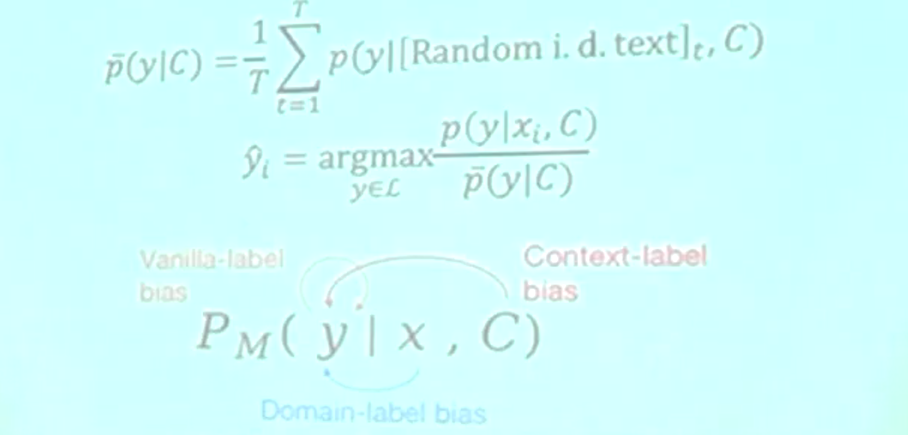 p̄(y|C) = 1/T ∑_{t=1}^{T} p(y|[Random i. d. text]_t, C)
ŷ_i = argmax_{y∈ℒ} p(y|x_i, C) / p̄(y|C)
Vanilla-label bias
Context-label bias
P_M( y | x , C)
Domain-label bias